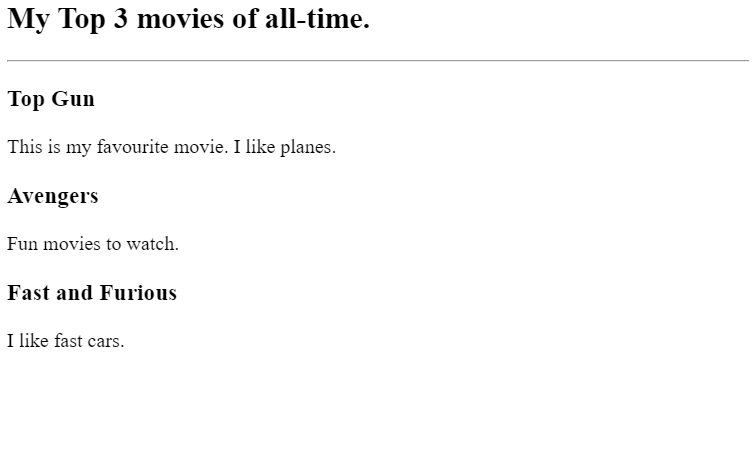 My Top 3 movies of all-time.
Top Gun
This is my favourite movie. I like planes.
Avengers
Fun movies to watch.
Fast and Furious
I like fast cars.